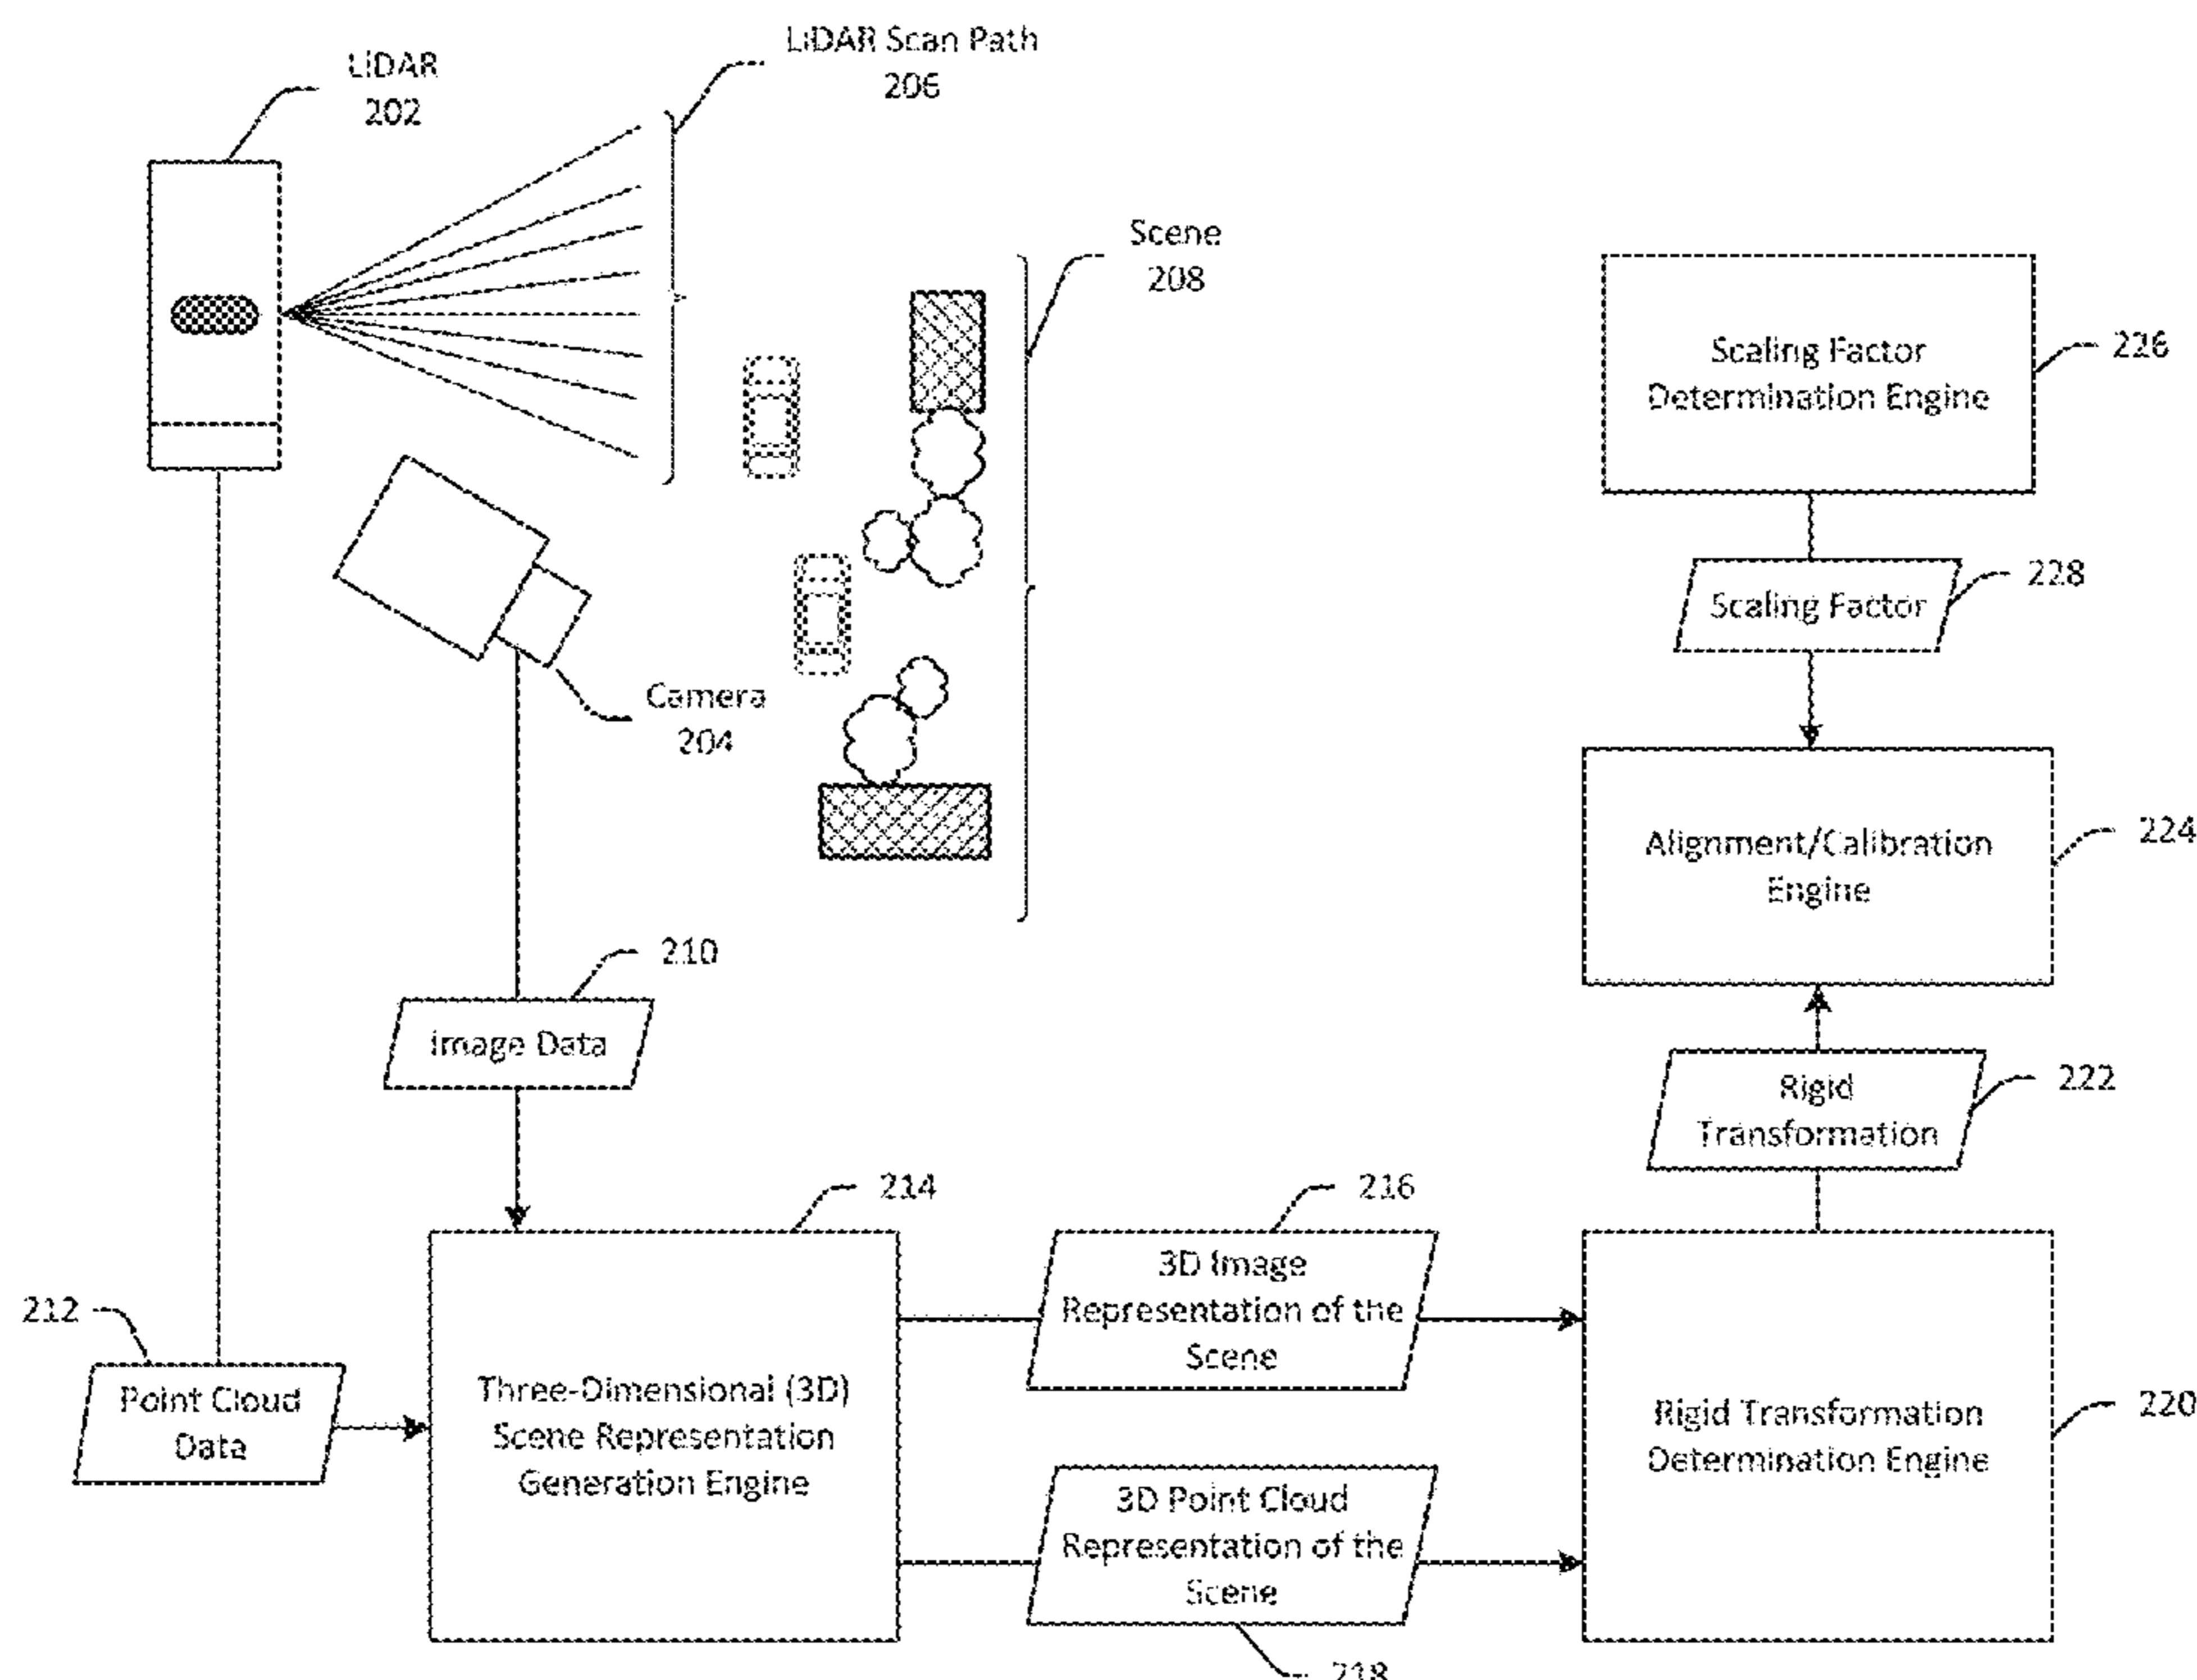 LiDAR
202
LiDAR Scan Path
206
Scene
208
Scaling Factor
Determination Engine
226
Scaling Factor
228
Camera
204
Alignment/Calibration
Engine
224
210
Image Data
Rigid
Transformation
222
214
216
212
Point Cloud
Data
Three-Dimensional (3D)
Scene Representation
Generation Engine
3D Image
Representation of the
Scene
Rigid Transformation
Determination Engine
220
3D Point Cloud
Representation of the
Scene
218